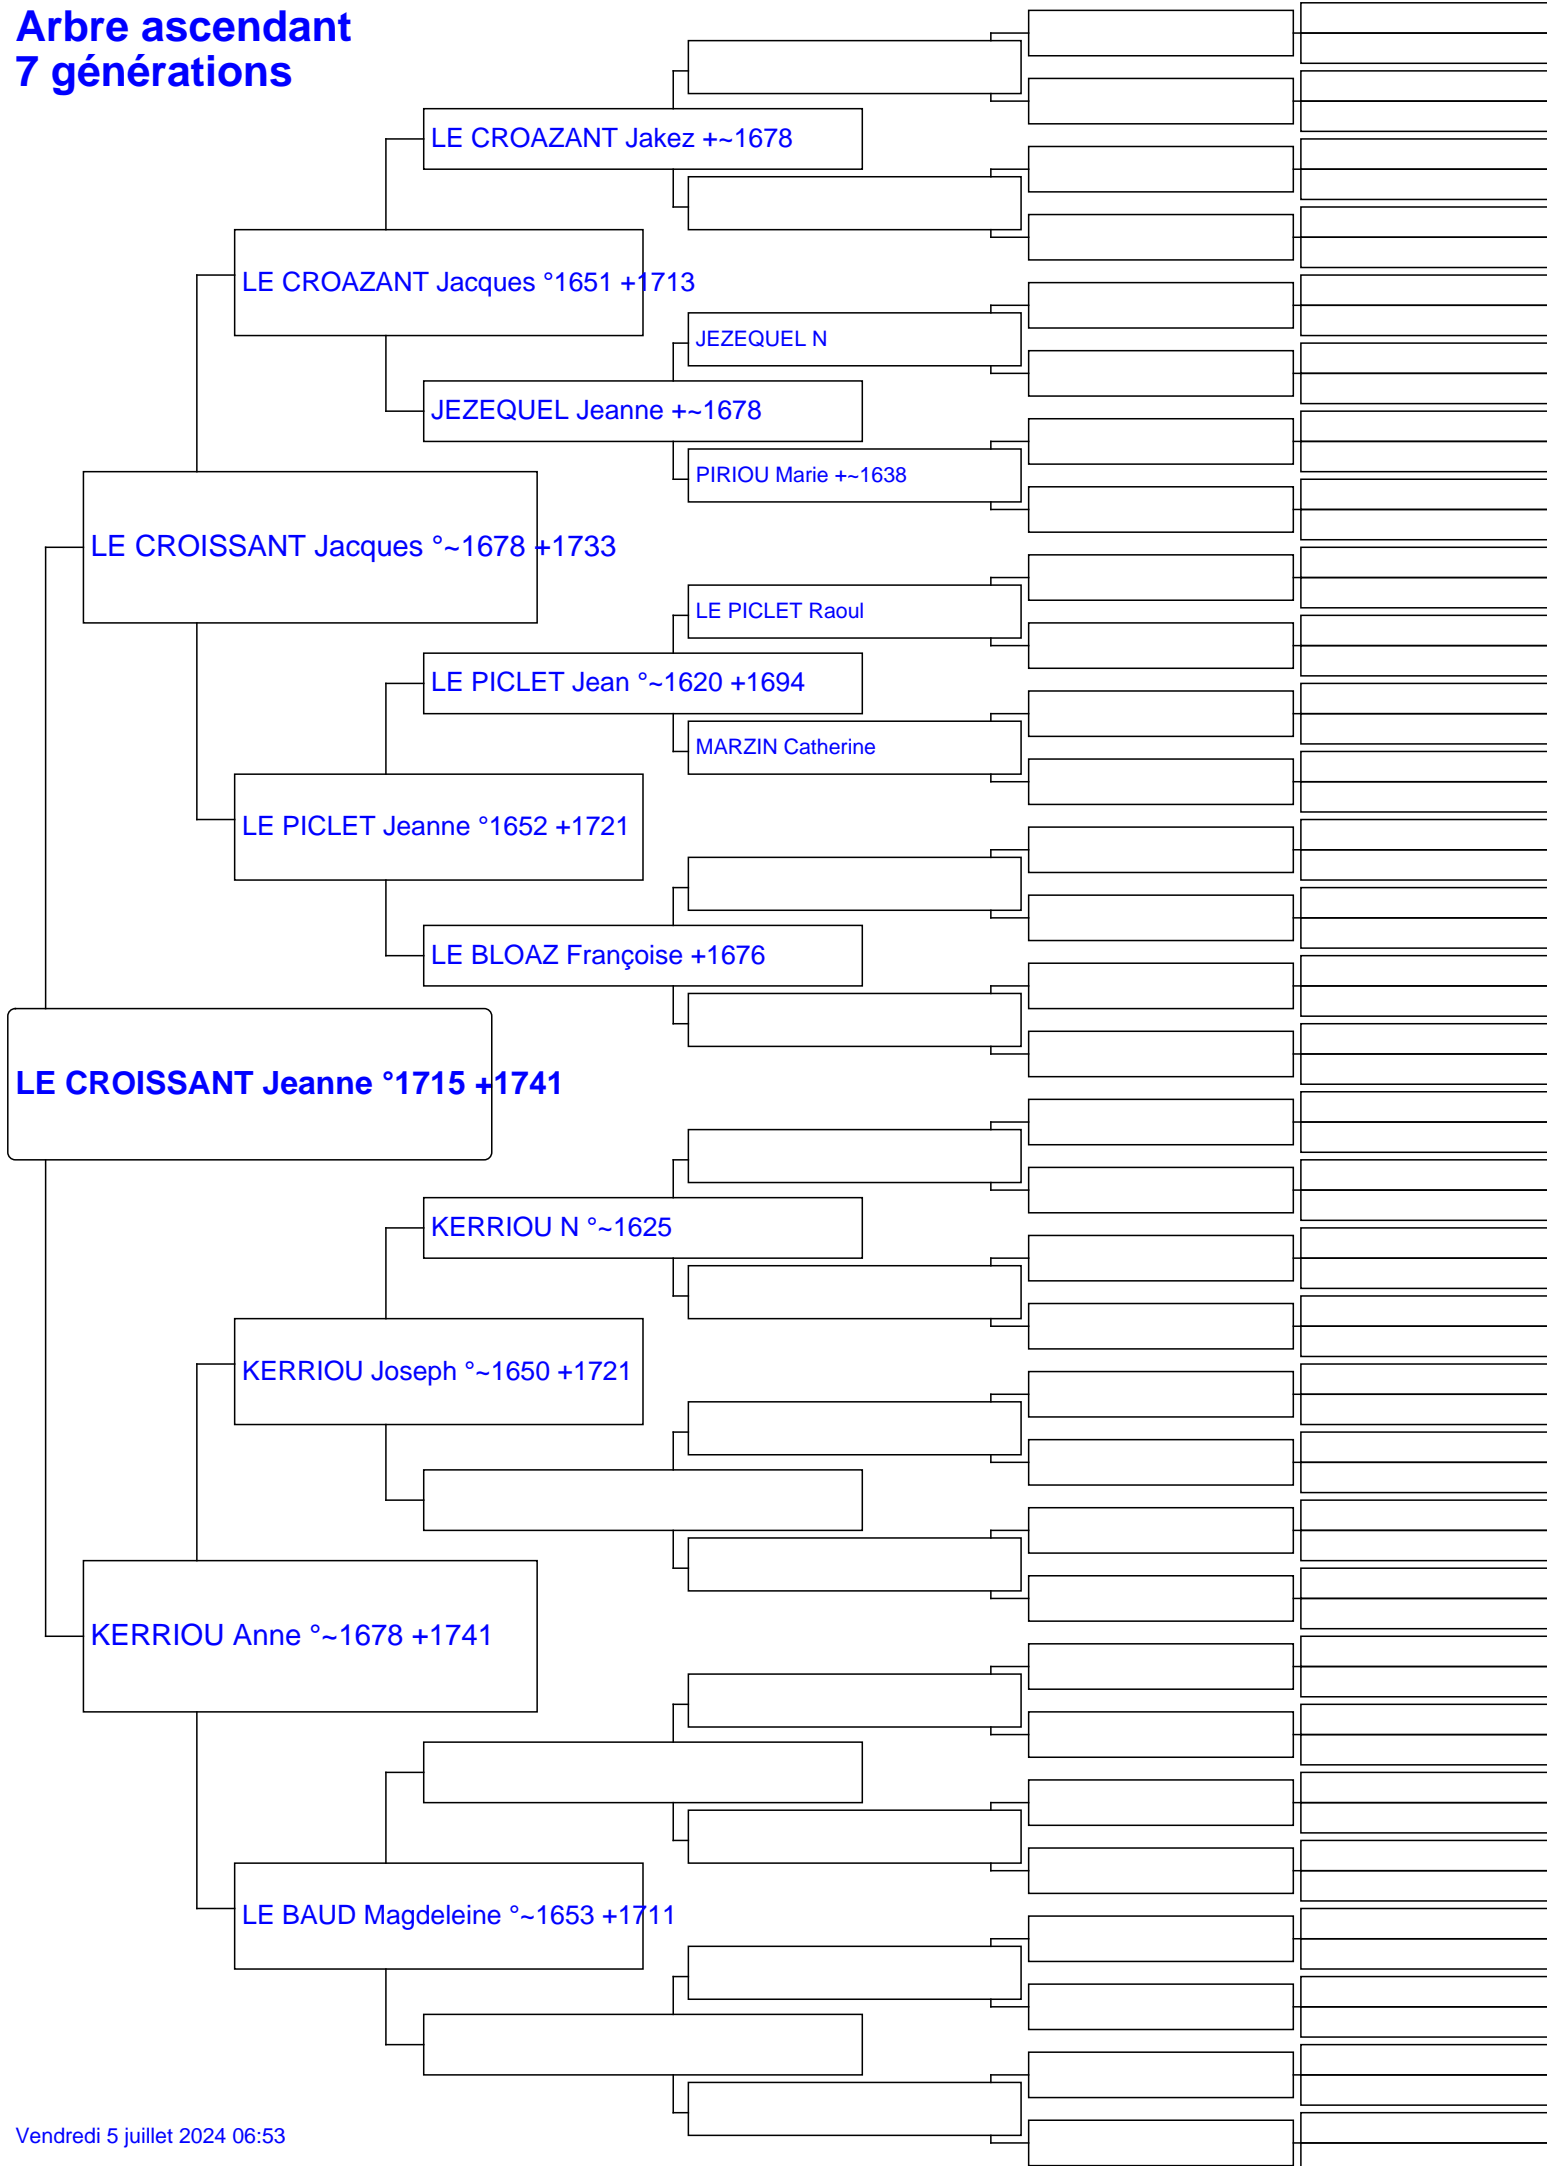 Arbre ascendant
7 générations
LE CROAZANT Jakez +~1678
LE CROAZANT Jacques °1651 +1713
JEZEQUEL N
JEZEQUEL Jeanne +~1678
PIRIOU Marie +~1638
LE CROISSANT Jacques °~1678 +1733
LE PICLET Raoul
LE PICLET Jean °~1620 +1694
MARZIN Catherine
LE PICLET Jeanne °1652 +1721
LE BLOAZ Françoise +1676
LE CROISSANT Jeanne °1715 +1741
KERRIOU N °~1625
KERRIOU Joseph °~1650 +1721
KERRIOU Anne °~1678 +1741
LE BAUD Magdeleine °~1653 +1711
Vendredi 5 juillet 2024 06:53